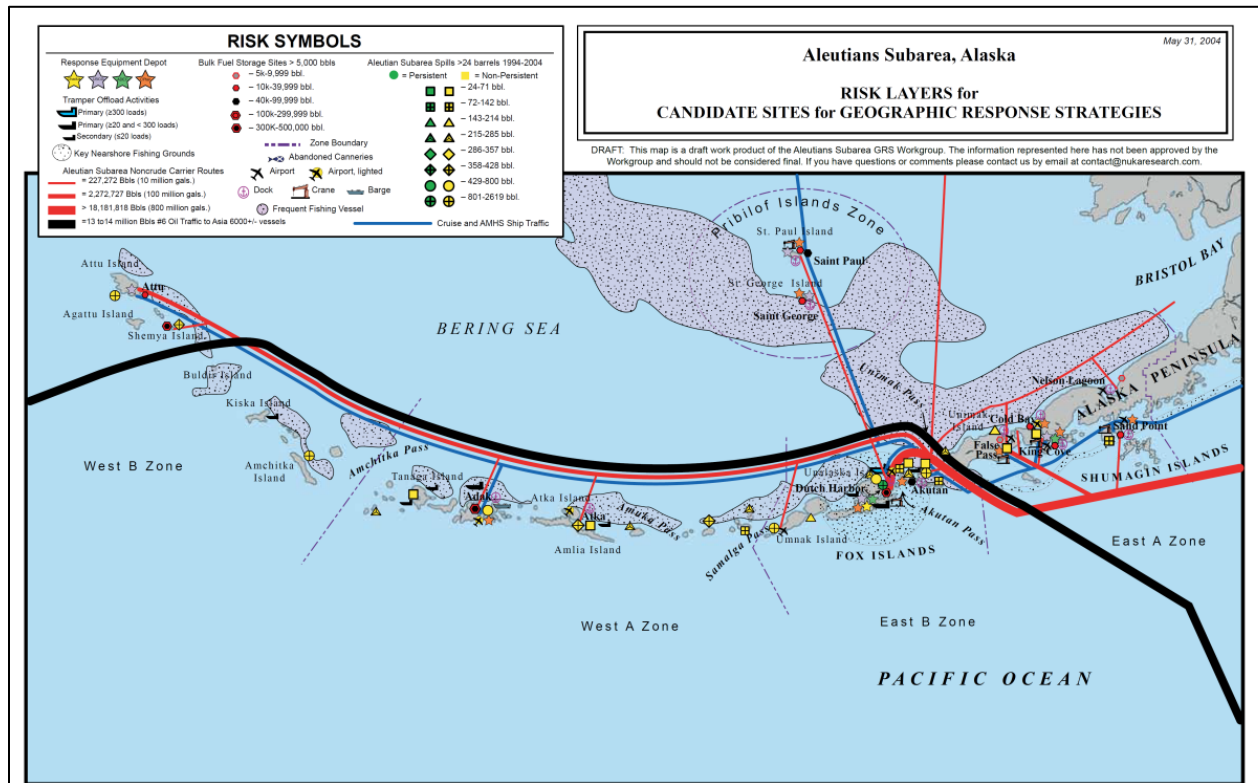 RISK SYMBOLS
Response Equipment Depot
Tramper Offload Activities
Primary (≥300 loads)
Primary (≥20 and < 300 loads)
Secondary (≤20 loads)
Key Nearshore Fishing Grounds
Aleutian Subarea Noncrude Carrier Routes
= 227,272 Bbls (10 million gals.)
= 2,272,727 Bbls (100 million gals.)
> 18,181,818 Bbls (800 million gals.)
=13 to14 million Bbls #6 Oil Traffic to Asia 6000+/- vessels
Bulk Fuel Storage Sites > 5,000 bbls
- 5k-9,999 bbl.
- 10k-39,999 bbl.
- 40k-99,999 bbl.
- 100k-299,999 bbl.
- 300K-500,000 bbl.
Zone Boundary
Abandoned Canneries
Airport
Airport, lighted
Dock
Crane
Barge
Frequent Fishing Vessel
Aleutian Subarea Spills >24 barrels 1994-2004
= Persistent
= Non-Persistent
- 24-71 bbl.
- 72-142 bbl.
- 143-214 bbl.
- 215-285 bbl.
- 286-357 bbl.
- 358-428 bbl.
- 429-800 bbl.
- 801-2619 bbl.
Cruise and AMHS Ship Traffic
May 31, 2004
Aleutians Subarea, Alaska
RISK LAYERS for
CANDIDATE SITES for GEOGRAPHIC RESPONSE STRATEGIES
DRAFT: This map is a draft work product of the Aleutians Subarea GRS Workgroup. The information represented here has not been approved by the
Workgroup and should not be considered final. If you have questions or comments please contact us by email at contact@nukaresearch.com.
Pribilof Islands Zone
St. Paul Island
Saint Paul
St. George Island
Saint George
BRISTOL BAY
BERING SEA
Attu Island
Attu
Agattu Island
Shemya Island
Buldis Island
Kiska Island
Amchitka Island
West B Zone
Amchitka Pass
Tanaga Island
Adak
Atka Island
Atka
Amlia Island
Amukq Pass
Samalga Pass
Umnak Island
Unalaska Is
Dutch Harbor
Akutan
Akutan Pass
FOX ISLANDS
Unimak Pass
Unimak
Island
False
Pass
Cold Bay
King Cove
Nelson Lagoon
ALASKA PENINSULA
Sand Point
SHUMAGIN ISLANDS
East A Zone
West A Zone
East B Zone
PACIFIC OCEAN